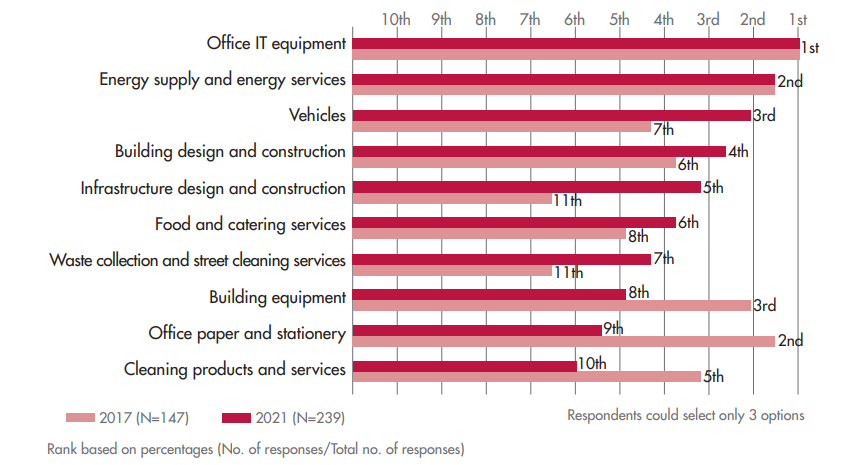 10th 9th 8th 7th 6th 5th 4th 3rd 2nd 1st
Office IT equipment 1st
Energy supply and energy services 2nd
Vehicles 3rd
7th
Building design and construction 4th
6th
Infrastructure design and construction 5th
11th
Food and catering services 6th
8th
Waste collection and street cleaning services 7th
11th
Building equipment 8th
3rd
Office paper and stationery 9th
2nd
Cleaning products and services 10th
5th
2017 (N=147) 2021 (N=239) Respondents could select only 3 options
Rank based on percentages (No. of responses/Total no. of responses)